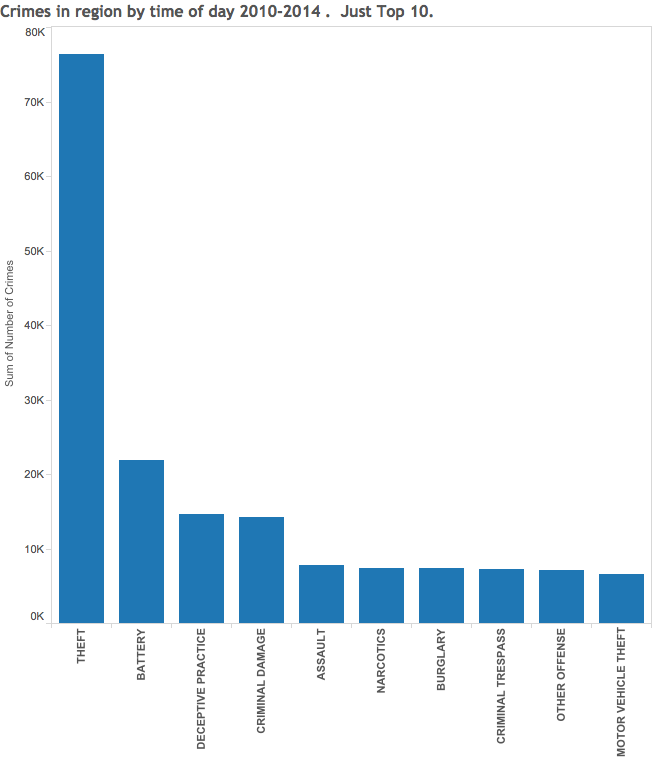 Crimes in region by time of day 2010-2014 .  Just Top 10.
80K
70K
60K
50K
40K
30K
20K
10K
0K
Sum of Number of Crimes
THEFT
BATTERY
DECEPTIVE PRACTICE
CRIMINAL DAMAGE
ASSAULT
NARCOTICS
BURGLARY
CRIMINAL TRESPASS
OTHER OFFENSE
MOTOR VEHICLE THEFT